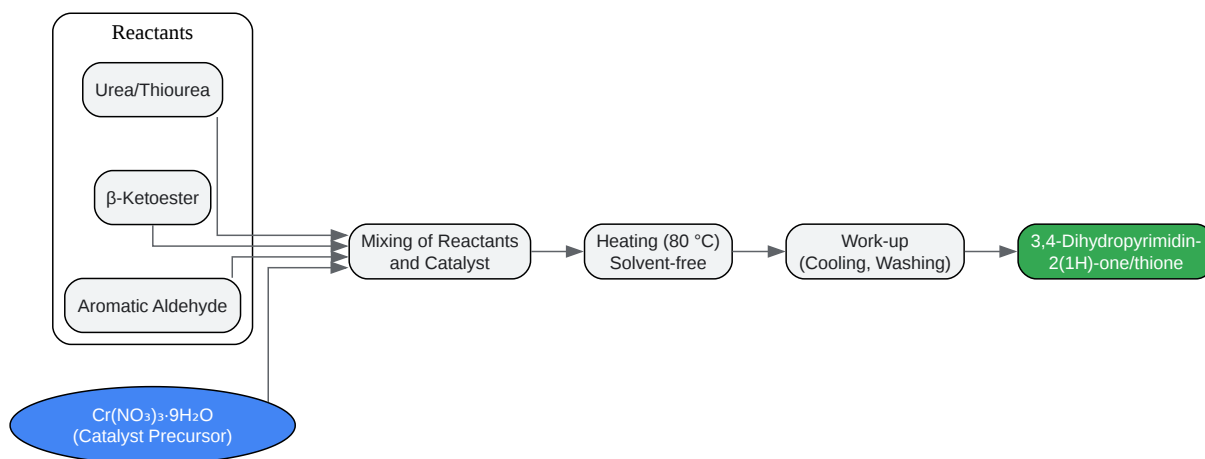 Reactants
Urea/Thiourea
β-Ketoester
Aromatic Aldehyde
Cr(NO₃)₃·9H₂O
(Catalyst Precursor)
Mixing of Reactants
and Catalyst
Heating (80 °C)
Solvent-free
Work-up
(Cooling, Washing)
3,4-Dihydropyrimidin-
2(1H)-one/thione